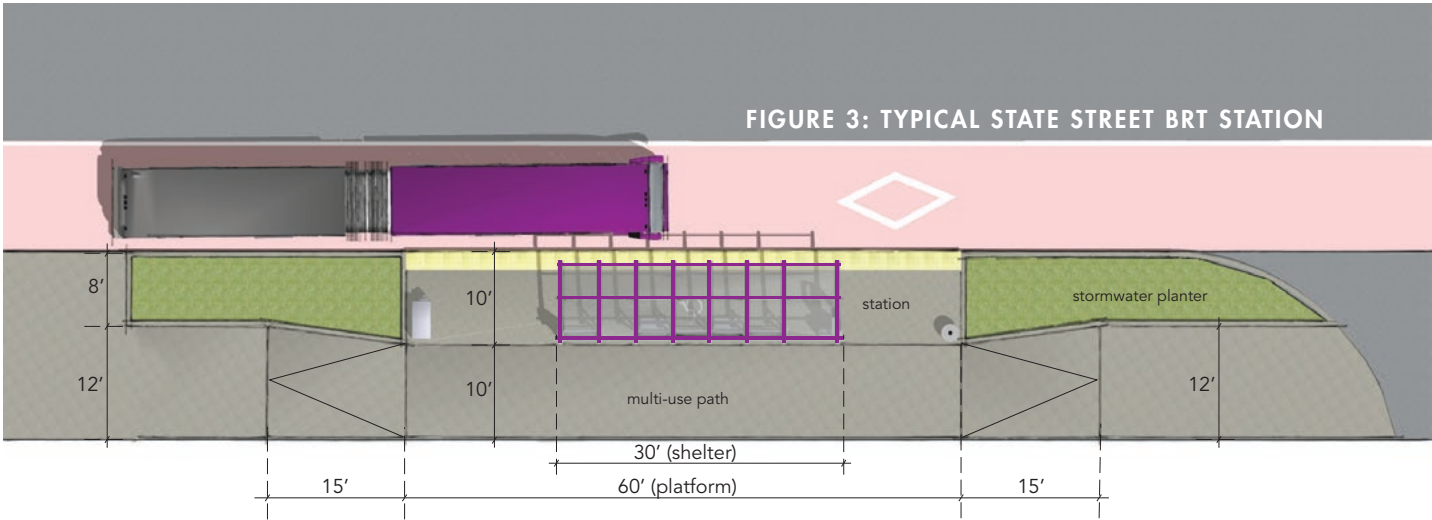 FIGURE 3: TYPICAL STATE STREET BRT STATION
8’
10’
station
stormwater planter
12’
10’
multi-use path
12’
30’ (shelter)
15’
60’ (platform)
15’